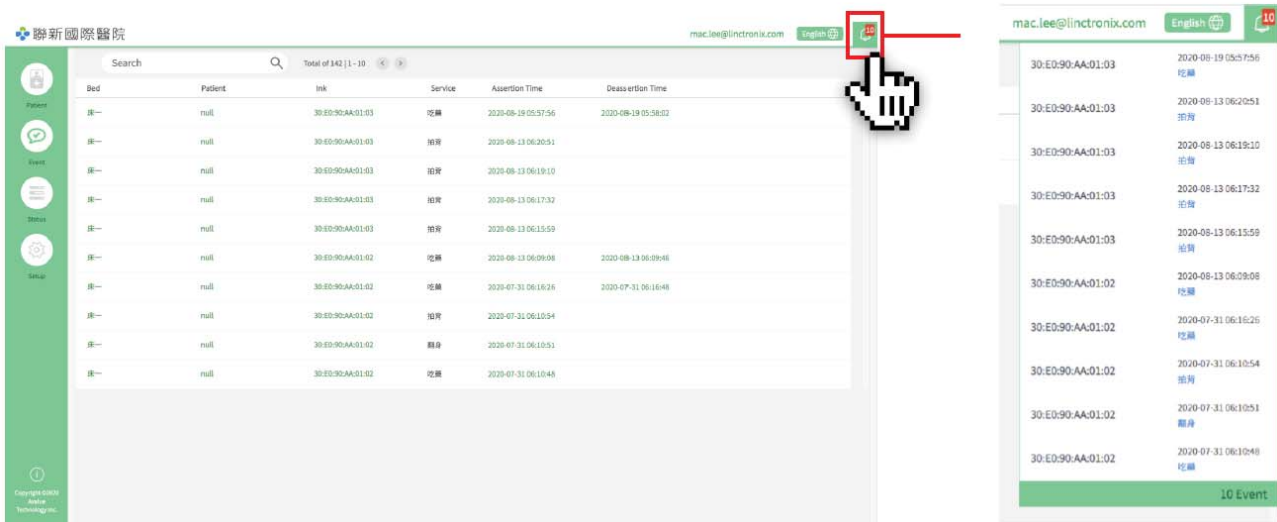 聯新國際醫院
mac.lee@linctronix.com English 10
Search Total of 142 | 1 - 10 < >
Bed Patient Ink Service Assertion Time Deassertion Time
床一 null 30:E0:90:AA:01:03 吃藥 2020-08-19 05:57:56 2020-08-19 05:58:02
床一 null 30:E0:90:AA:01:03 拍背 2020-08-13 06:20:51
床一 null 30:E0:90:AA:01:03 拍背 2020-08-13 06:19:10
床一 null 30:E0:90:AA:01:03 拍背 2020-08-13 06:17:32
床一 null 30:E0:90:AA:01:03 拍背 2020-08-13 06:15:59
床一 null 30:E0:90:AA:01:02 吃藥 2020-08-13 06:09:08 2020-08-13 06:09:46
床一 null 30:E0:90:AA:01:02 吃藥 2020-07-31 06:16:26 2020-07-31 06:16:48
床一 null 30:E0:90:AA:01:02 拍背 2020-07-31 06:10:54
床一 null 30:E0:90:AA:01:02 翻身 2020-07-31 06:10:51
床一 null 30:E0:90:AA:01:02 吃藥 2020-07-31 06:10:48
Patient
Event
Status
Setup
Copyright ©2020
Avalue
Technology Inc.
mac.lee@linctronix.com English 10
30:E0:90:AA:01:03 2020-08-19 05:57:56
吃藥
30:E0:90:AA:01:03 2020-08-13 06:20:51
拍背
30:E0:90:AA:01:03 2020-08-13 06:19:10
拍背
30:E0:90:AA:01:03 2020-08-13 06:17:32
拍背
30:E0:90:AA:01:03 2020-08-13 06:15:59
拍背
30:E0:90:AA:01:02 2020-08-13 06:09:08
吃藥
30:E0:90:AA:01:02 2020-07-31 06:16:26
吃藥
30:E0:90:AA:01:02 2020-07-31 06:10:54
拍背
30:E0:90:AA:01:02 2020-07-31 06:10:51
翻身
30:E0:90:AA:01:02 2020-07-31 06:10:48
吃藥
10 Event